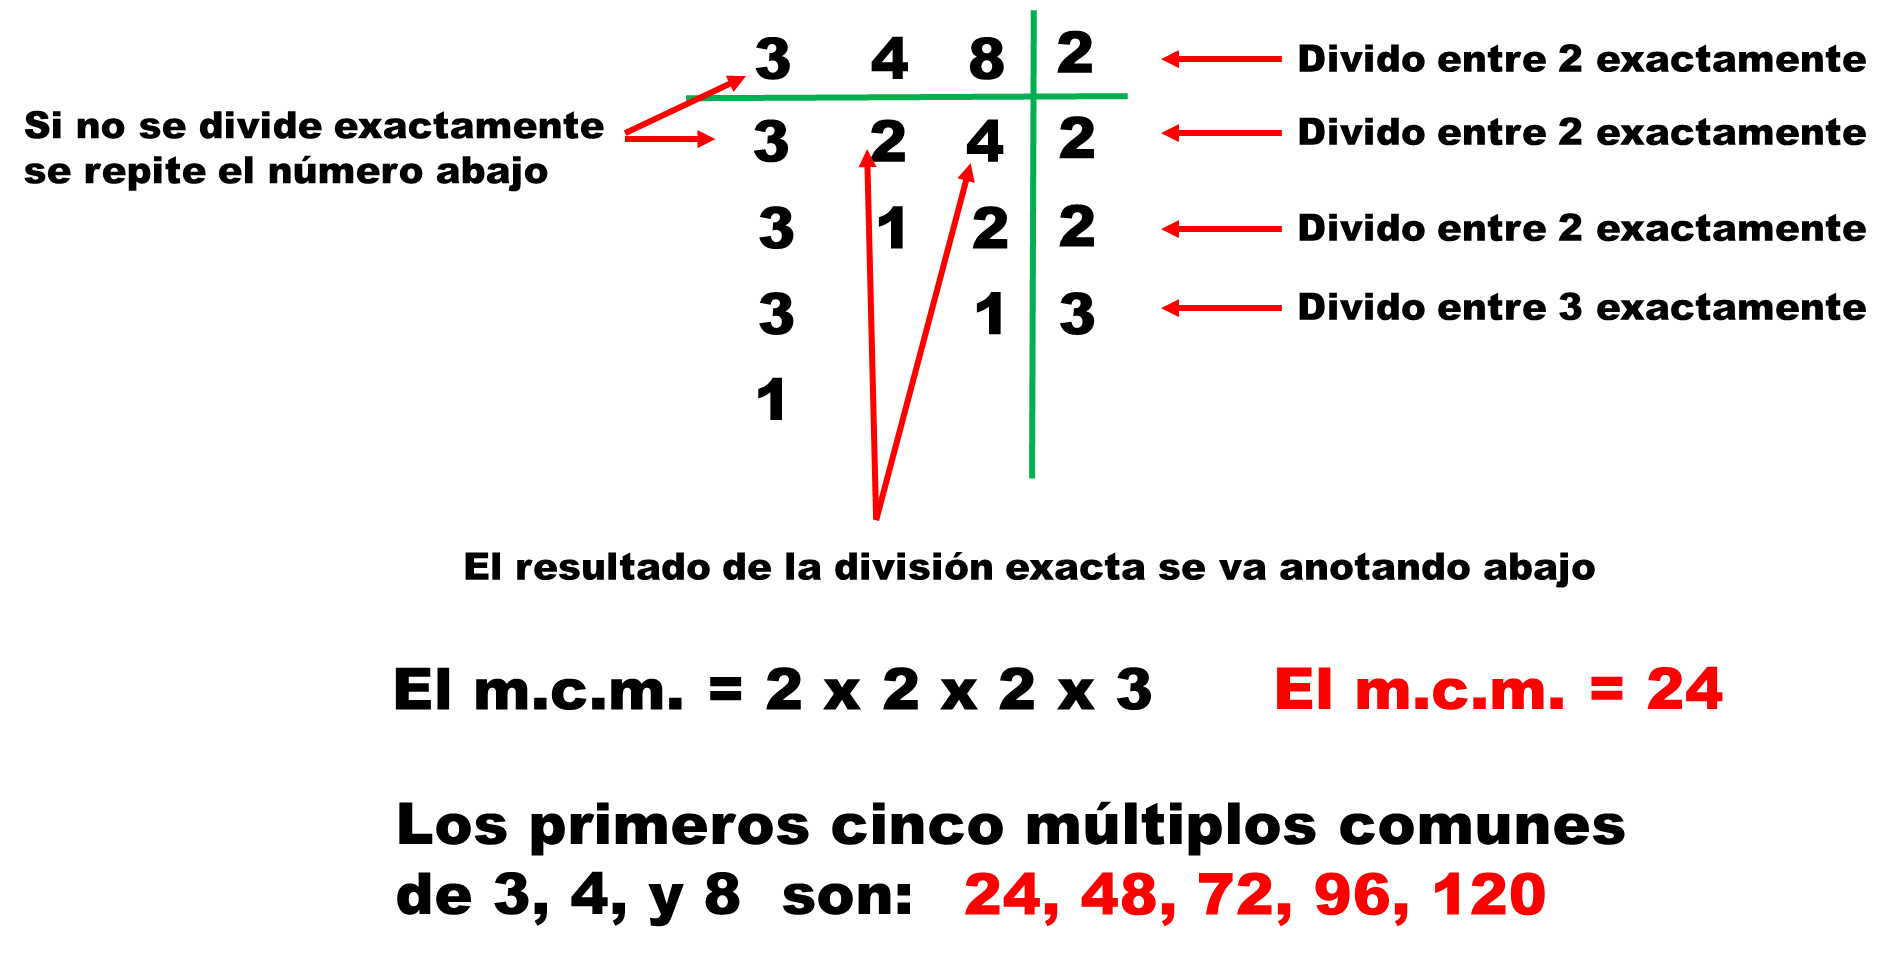 3 4 8 2 Divido entre 2 exactamente
Si no se divide exactamente
se repite el número abajo
3 2 4 2 Divido entre 2 exactamente
3 1 2 2 Divido entre 2 exactamente
3 1 3 Divido entre 3 exactamente
1
El resultado de la división exacta se va anotando abajo
El m.c.m. = 2 x 2 x 2 x 3 El m.c.m. = 24
Los primeros cinco múltiplos comunes
de 3, 4, y 8 son: 24, 48, 72, 96, 120